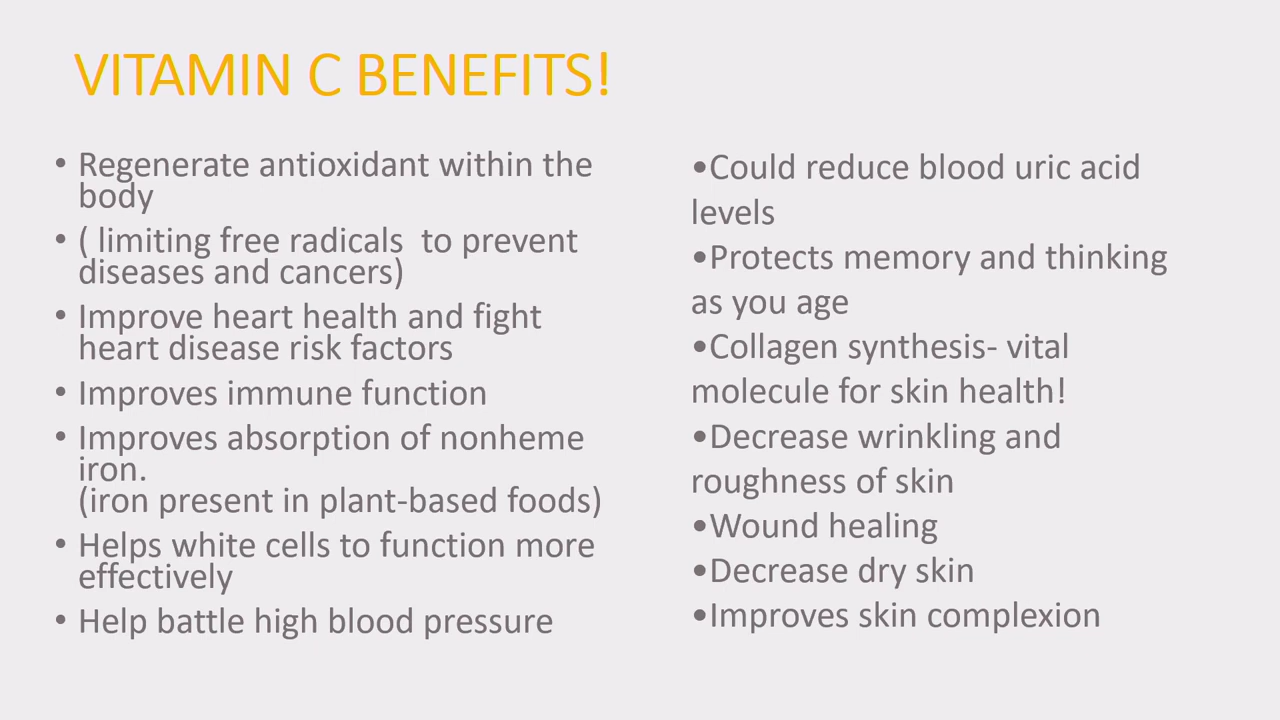 VITAMIN C BENEFITS!
• Regenerate antioxidant within the
body
• ( limiting free radicals  to prevent
diseases and cancers)
• Improve heart health and fight
heart disease risk factors
• Improves immune function
• Improves absorption of nonheme
iron.
(iron present in plant-based foods)
• Helps white cells to function more
effectively
• Help battle high blood pressure
•Could reduce blood uric acid
levels
•Protects memory and thinking
as you age
•Collagen synthesis- vital
molecule for skin health!
•Decrease wrinkling and
roughness of skin
•Wound healing
•Decrease dry skin
•Improves skin complexion